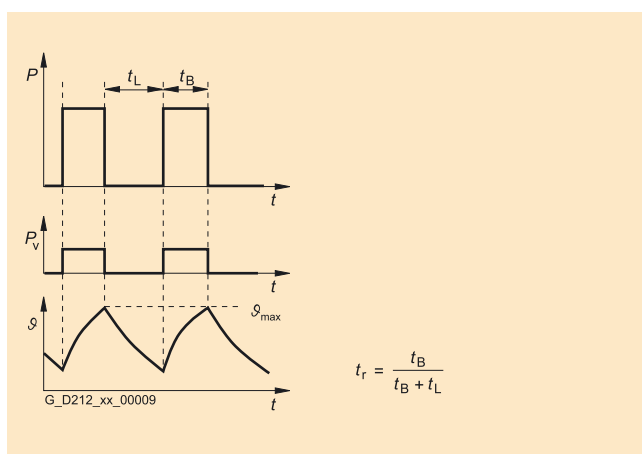 P
t_L
t_B
t
P_v
t
ϑ
ϑ_max
t
G_D212_xx_00009
t_r = t_B / (t_B + t_L)